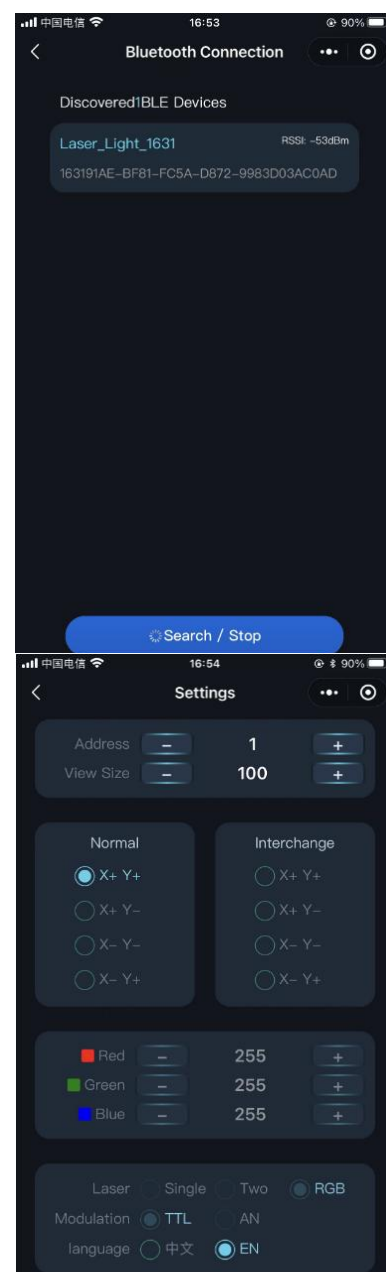 中国电信 16:53 90%
Bluetooth Connection
Discovered1BLE Devices
Laser_Light_1631 RSSI: -53dBm
163191AE-BF81-FC5A-D872-9983D03AC0AD
Search / Stop
中国电信 16:54 90%
Settings
Address - 1 +
View Size - 100 +
Normal Interchange
X+ Y+ X+ Y+
X+ Y- X+ Y-
X- Y- X- Y-
X- Y+ X- Y+
Red - 255 +
Green - 255 +
Blue - 255 +
Laser Single Two RGB
Modulation TTL AN
language 中文 EN